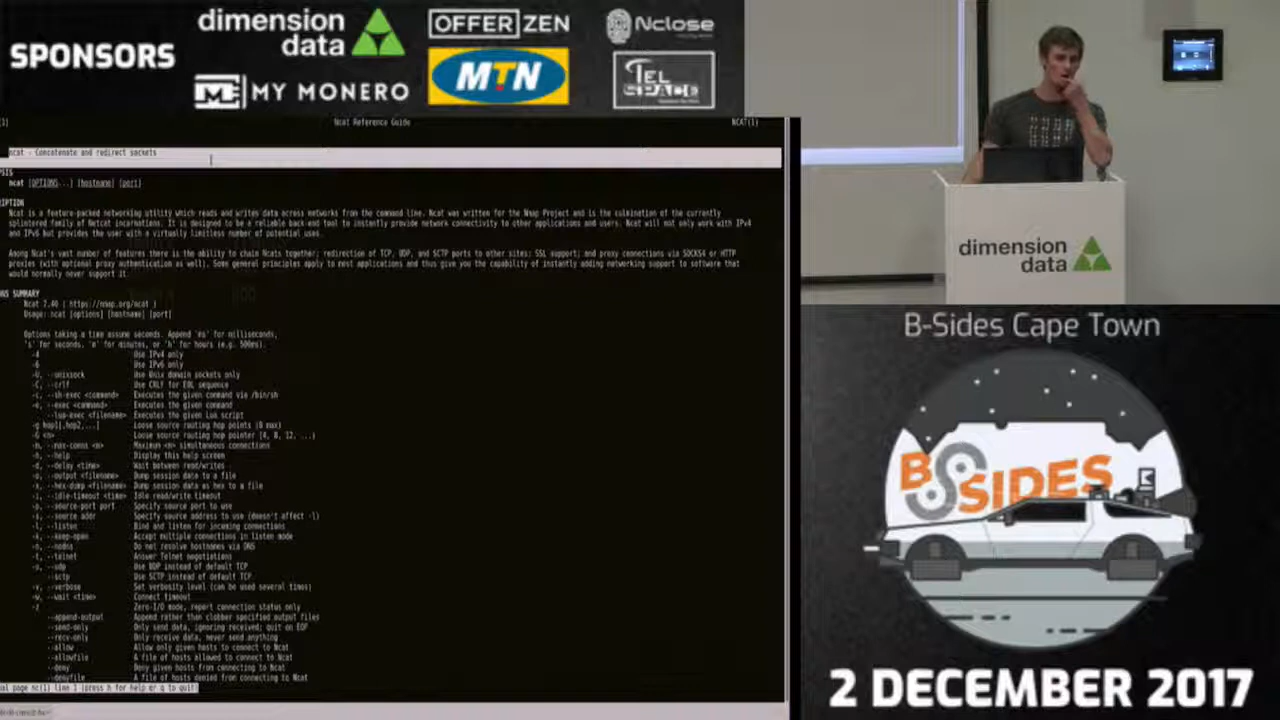 SPONSORS
dimension data
OFFERZEN
Nclose
MY MONERO
MTN
TEL SPACE
Ncat Reference Guide
NCAT(1)
ncat - Concatenate and redirect sockets
ncat [OPTIONS...] [hostname] [port]
Ncat is a feature-packed networking utility which reads and writes data across networks from the command line. Ncat was written for the Nmap Project and is the culmination of the currently
splintered family of Netcat incarnations. It is designed to be a reliable back-end tool to instantly provide network connectivity to other applications and users. Ncat will not only work with IPv4
and IPv6 but provides the user with a virtually limitless number of potential uses.
Among Ncat's vast number of features there is the ability to chain Ncats together; redirection of TCP, UDP, and SCTP ports to other sites; SSL support; and proxy connections via SOCKS4 or HTTP
proxies (with optional proxy authentication as well). Some general principles apply to most applications and thus give you the capability of instantly adding networking support to software that
would normally never support it.
SUMMARY
Ncat 7.40 ( https://nmap.org/ncat )
Usage: ncat [options] [hostname] [port]
Options taking a time assume seconds. Append 'ms' for milliseconds,
's' for seconds, 'm' for minutes, or 'h' for hours (e.g. 500ms).
-4 Use IPv4 only
-6 Use IPv6 only
-U, --unixsock Use Unix domain sockets only
-C, --crlf Use CRLF for EOL sequence
-c, --sh-exec <command> Executes the given command via /bin/sh
-e, --exec <command> Executes the given command
--lua-exec <filename> Executes the given Lua script
-g hop1[,hop2,...] Loose source routing hop points (8 max)
-G <n> Loose source routing hop pointer (4, 8, 12, ...)
-m, --max-conns <n> Maximum <n> simultaneous connections
-h, --help Display this help screen
-d, --delay <time> Wait between read/writes
-o, --output <filename> Dump session data to a file
-x, --hex-dump <filename> Dump session data as hex to a file
-i, --idle-timeout <time> Idle read/write timeout
-p, --source-port port Specify source port to use
-s, --source addr Specify source address to use (doesn't affect -l)
-l, --listen Bind and listen for incoming connections
-k, --keep-open Accept multiple connections in listen mode
-n, --nodns Do not resolve hostnames via DNS
-t, --telnet Answer Telnet negotiations
-u, --udp Use UDP instead of default TCP
--sctp Use SCTP instead of default TCP
-v, --verbose Set verbosity level (can be used several times)
-w, --wait <time> Connect timeout
-z Zero-I/O mode, report connection status only
--append-output Append rather than clobber specified output files
--send-only Only send data, ignoring received; quit on EOF
--recv-only Only receive data, never send anything
--allow Allow only given hosts to connect to Ncat
--allowfile A file of hosts allowed to connect to Ncat
--deny Deny given hosts from connecting to Ncat
--denyfile A file of hosts denied from connecting to Ncat
page nc(1) line 1 (press h for help or q to quit)
dimension data
B-Sides Cape Town
BSIDES
2 DECEMBER 2017